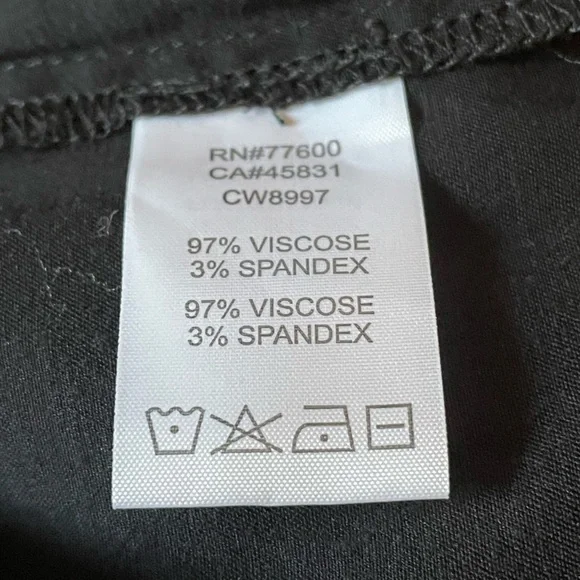 RN#77600
CA#45831
CW8997
97% VISCOSE
3% SPANDEX
97% VISCOSE
3% SPANDEX